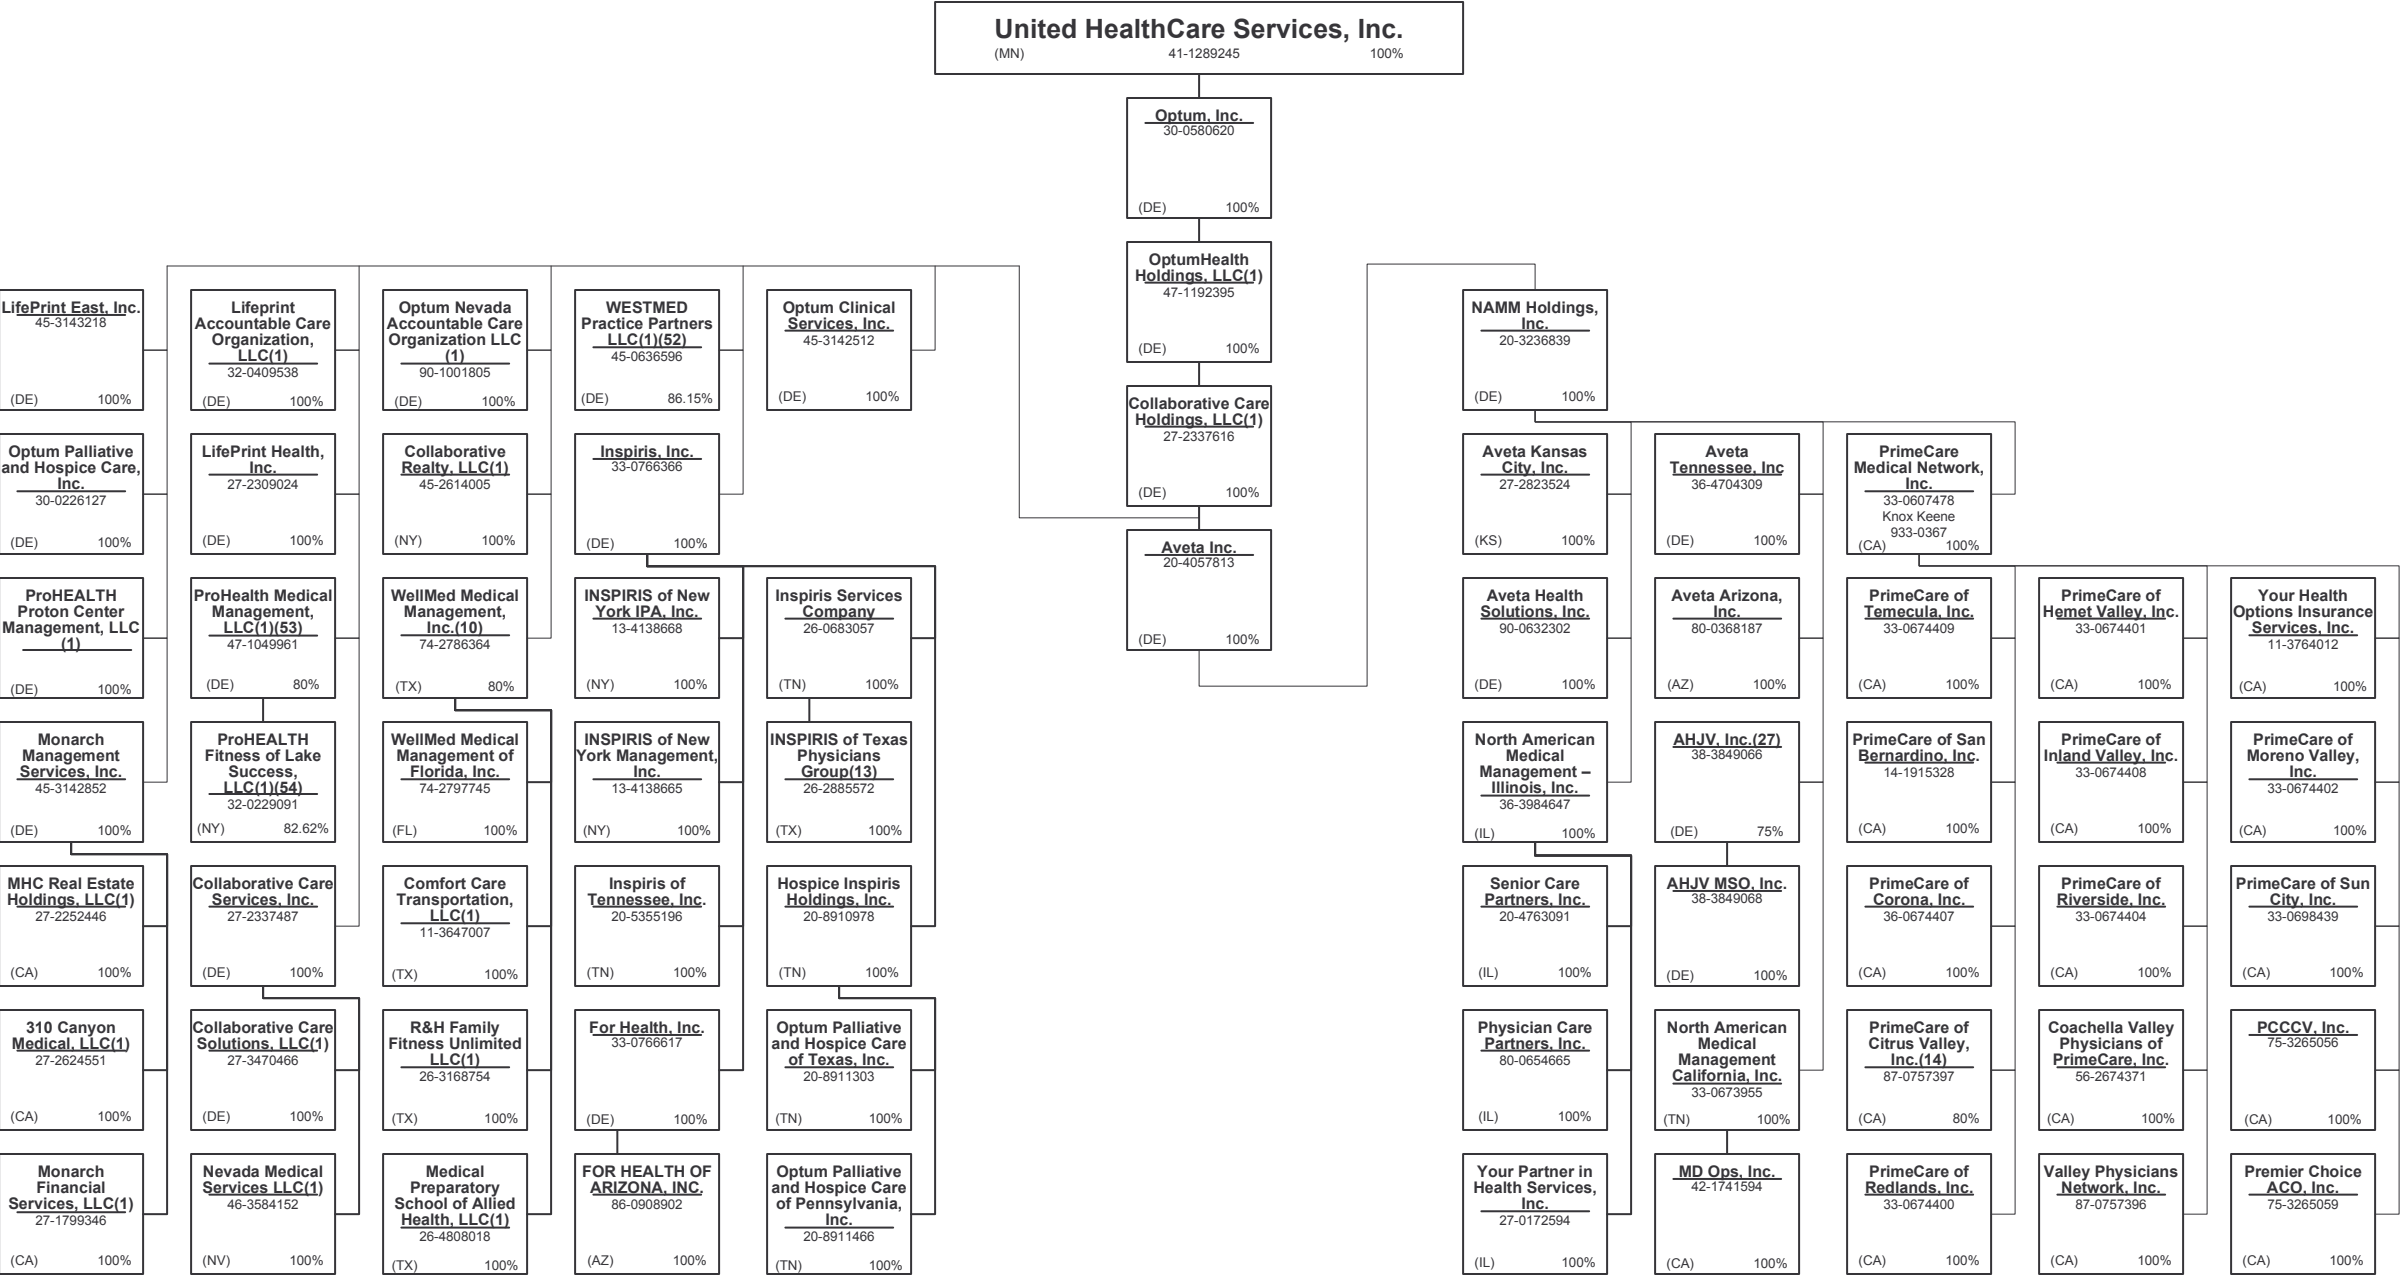 United HealthCare Services, Inc.
(MN) 41-1289245 100%
Optum, Inc.
30-0580620
(DE) 100%
OptumHealth
Holdings, LLC(1)
47-1192395
(DE) 100%
Collaborative Care
Holdings, LLC(1)
27-2337616
(DE) 100%
Aveta Inc.
20-4057813
(DE) 100%
LifePrint East, Inc.
45-3143218
(DE) 100%
Lifeprint
Accountable Care
Organization,
LLC(1)
32-0409538
(DE) 100%
Optum Nevada
Accountable Care
Organization LLC
(1)
90-1001805
(DE) 100%
WESTMED
Practice Partners
LLC(1)(52)
45-0636596
(DE) 86.15%
Optum Clinical
Services, Inc.
45-3142512
(DE) 100%
Optum Palliative
and Hospice Care,
Inc.
30-0226127
(DE) 100%
LifePrint Health,
Inc.
27-2309024
(DE) 100%
Collaborative
Realty, LLC(1)
45-2614005
(NY) 100%
Inspiris, Inc.
33-0766366
(DE) 100%
ProHEALTH
Proton Center
Management, LLC
(1)
(DE) 100%
ProHealth Medical
Management,
LLC(1)(53)
47-1049961
(DE) 80%
WellMed Medical
Management,
Inc.(10)
74-2786364
(TX) 80%
INSPIRIS of New
York IPA, Inc.
13-4138668
(NY) 100%
Inspiris Services
Company
26-0683057
(TN) 100%
Monarch
Management
Services, Inc.
45-3142852
(DE) 100%
ProHEALTH
Fitness of Lake
Success,
LLC(1)(54)
32-0229091
(NY) 82.62%
WellMed Medical
Management of
Florida, Inc.
74-2797745
(FL) 100%
INSPIRIS of New
York Management,
Inc.
13-4138665
(NY) 100%
INSPIRIS of Texas
Physicians
Group(13)
26-2885572
(TX) 100%
MHC Real Estate
Holdings, LLC(1)
27-2252446
(CA) 100%
Collaborative Care
Services, Inc.
27-2337487
(DE) 100%
Comfort Care
Transportation,
LLC(1)
11-3647007
(TX) 100%
Inspiris of
Tennessee, Inc.
20-5355196
(TN) 100%
Hospice Inspiris
Holdings, Inc.
20-8910978
(TN) 100%
310 Canyon
Medical, LLC(1)
27-2624551
(CA) 100%
Collaborative Care
Solutions, LLC(1)
27-3470466
(DE) 100%
R&H Family
Fitness Unlimited
LLC(1)
26-3168754
(TX) 100%
For Health, Inc.
33-0766617
(DE) 100%
Optum Palliative
and Hospice Care
of Texas, Inc.
20-8911303
(TN) 100%
Monarch
Financial
Services, LLC(1)
27-1799346
(CA) 100%
Nevada Medical
Services LLC(1)
46-3584152
(NV) 100%
Medical
Preparatory
School of Allied
Health, LLC(1)
26-4808018
(TX) 100%
FOR HEALTH OF
ARIZONA, INC.
86-0908902
(AZ) 100%
Optum Palliative
and Hospice Care
of Pennsylvania,
Inc.
20-8911466
(TN) 100%
NAMM Holdings,
Inc.
20-3236839
(DE) 100%
Aveta Kansas
City, Inc.
27-2823524
(KS) 100%
Aveta
Tennessee, Inc
36-4704309
(DE) 100%
PrimeCare
Medical Network,
Inc.
33-0607478
Knox Keene
933-0367
(CA) 100%
Aveta Health
Solutions, Inc.
90-0632302
(DE) 100%
Aveta Arizona,
Inc.
80-0368187
(AZ) 100%
PrimeCare of
Temecula, Inc.
33-0674409
(CA) 100%
PrimeCare of
Hemet Valley, Inc.
33-0674401
(CA) 100%
Your Health
Options Insurance
Services, Inc.
11-3764012
(CA) 100%
North American
Medical
Management –
Illinois, Inc.
36-3984647
(IL) 100%
AHJV, Inc.(27)
38-3849066
(DE) 75%
PrimeCare of San
Bernardino, Inc.
14-1915328
(CA) 100%
PrimeCare of
Inland Valley, Inc.
33-0674408
(CA) 100%
PrimeCare of
Moreno Valley,
Inc.
33-0674402
(CA) 100%
Senior Care
Partners, Inc.
20-4763091
(IL) 100%
AHJV MSO, Inc.
38-3849068
(DE) 100%
PrimeCare of
Corona, Inc.
36-0674407
(CA) 100%
PrimeCare of
Riverside, Inc.
33-0674404
(CA) 100%
PrimeCare of Sun
City, Inc.
33-0698439
(CA) 100%
Physician Care
Partners, Inc.
80-0654665
(IL) 100%
North American
Medical
Management
California, Inc.
33-0673955
(TN) 100%
PrimeCare of
Citrus Valley,
Inc.(14)
87-0757397
(CA) 80%
Coachella Valley
Physicians of
PrimeCare, Inc.
56-2674371
(CA) 100%
PCCCV, Inc.
75-3265056
(CA) 100%
Your Partner in
Health Services,
Inc.
27-0172594
(IL) 100%
MD Ops, Inc.
42-1741594
(CA) 100%
PrimeCare of
Redlands, Inc.
33-0674400
(CA) 100%
Valley Physicians
Network, Inc.
87-0757396
(CA) 100%
Premier Choice
ACO, Inc.
75-3265059
(CA) 100%